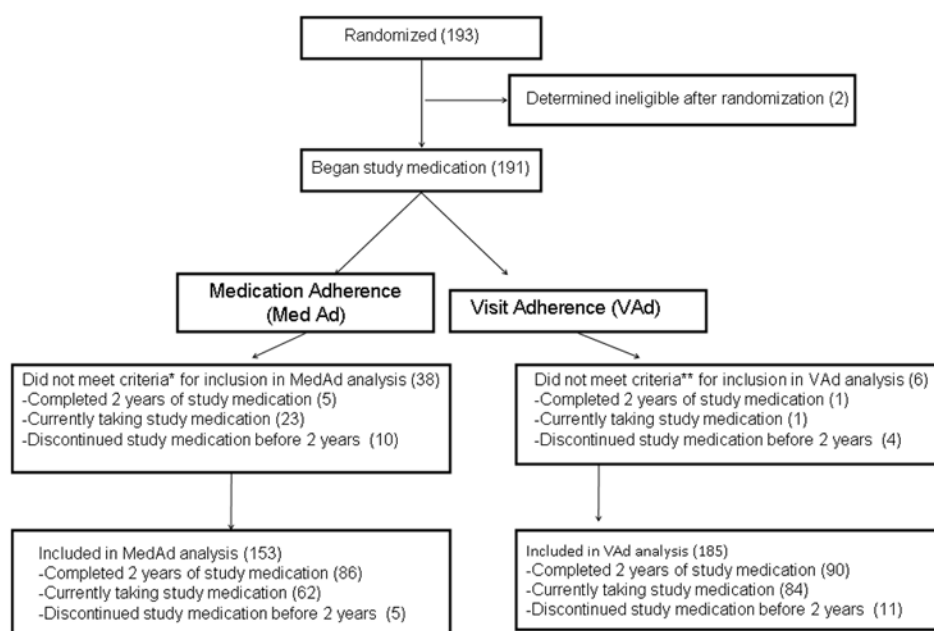 Randomized (193)
Determined ineligible after randomization (2)
Began study medication (191)
Medication Adherence
(Med Ad)
Visit Adherence (VAd)
Did not meet criteria* for inclusion in MedAd analysis (38)
-Completed 2 years of study medication (5)
-Currently taking study medication (23)
-Discontinued study medication before 2 years (10)
Did not meet criteria** for inclusion in VAd analysis (6)
-Completed 2 years of study medication (1)
-Currently taking study medication (1)
-Discontinued study medication before 2 years (4)
Included in MedAd analysis (153)
-Completed 2 years of study medication (86)
-Currently taking study medication (62)
-Discontinued study medication before 2 years (5)
Included in VAd analysis (185)
-Completed 2 years of study medication (90)
-Currently taking study medication (84)
-Discontinued study medication before 2 years (11)